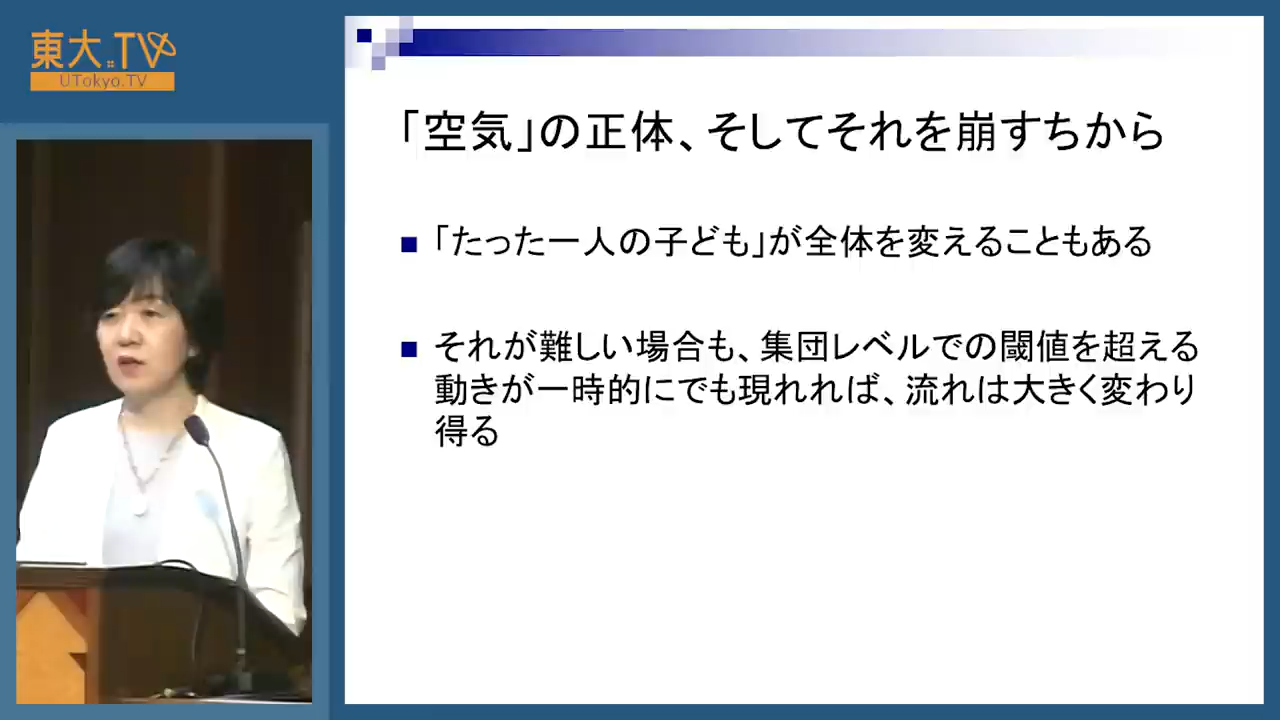 東大.TV
UTokyo.TV
「空気」の正体、そしてそれを崩すちから
「たった一人の子ども」が全体を変えることもある
それが難しい場合も、集団レベルでの閾値を超える
動きが一時的にでも現れれば、流れは大きく変わり
得る